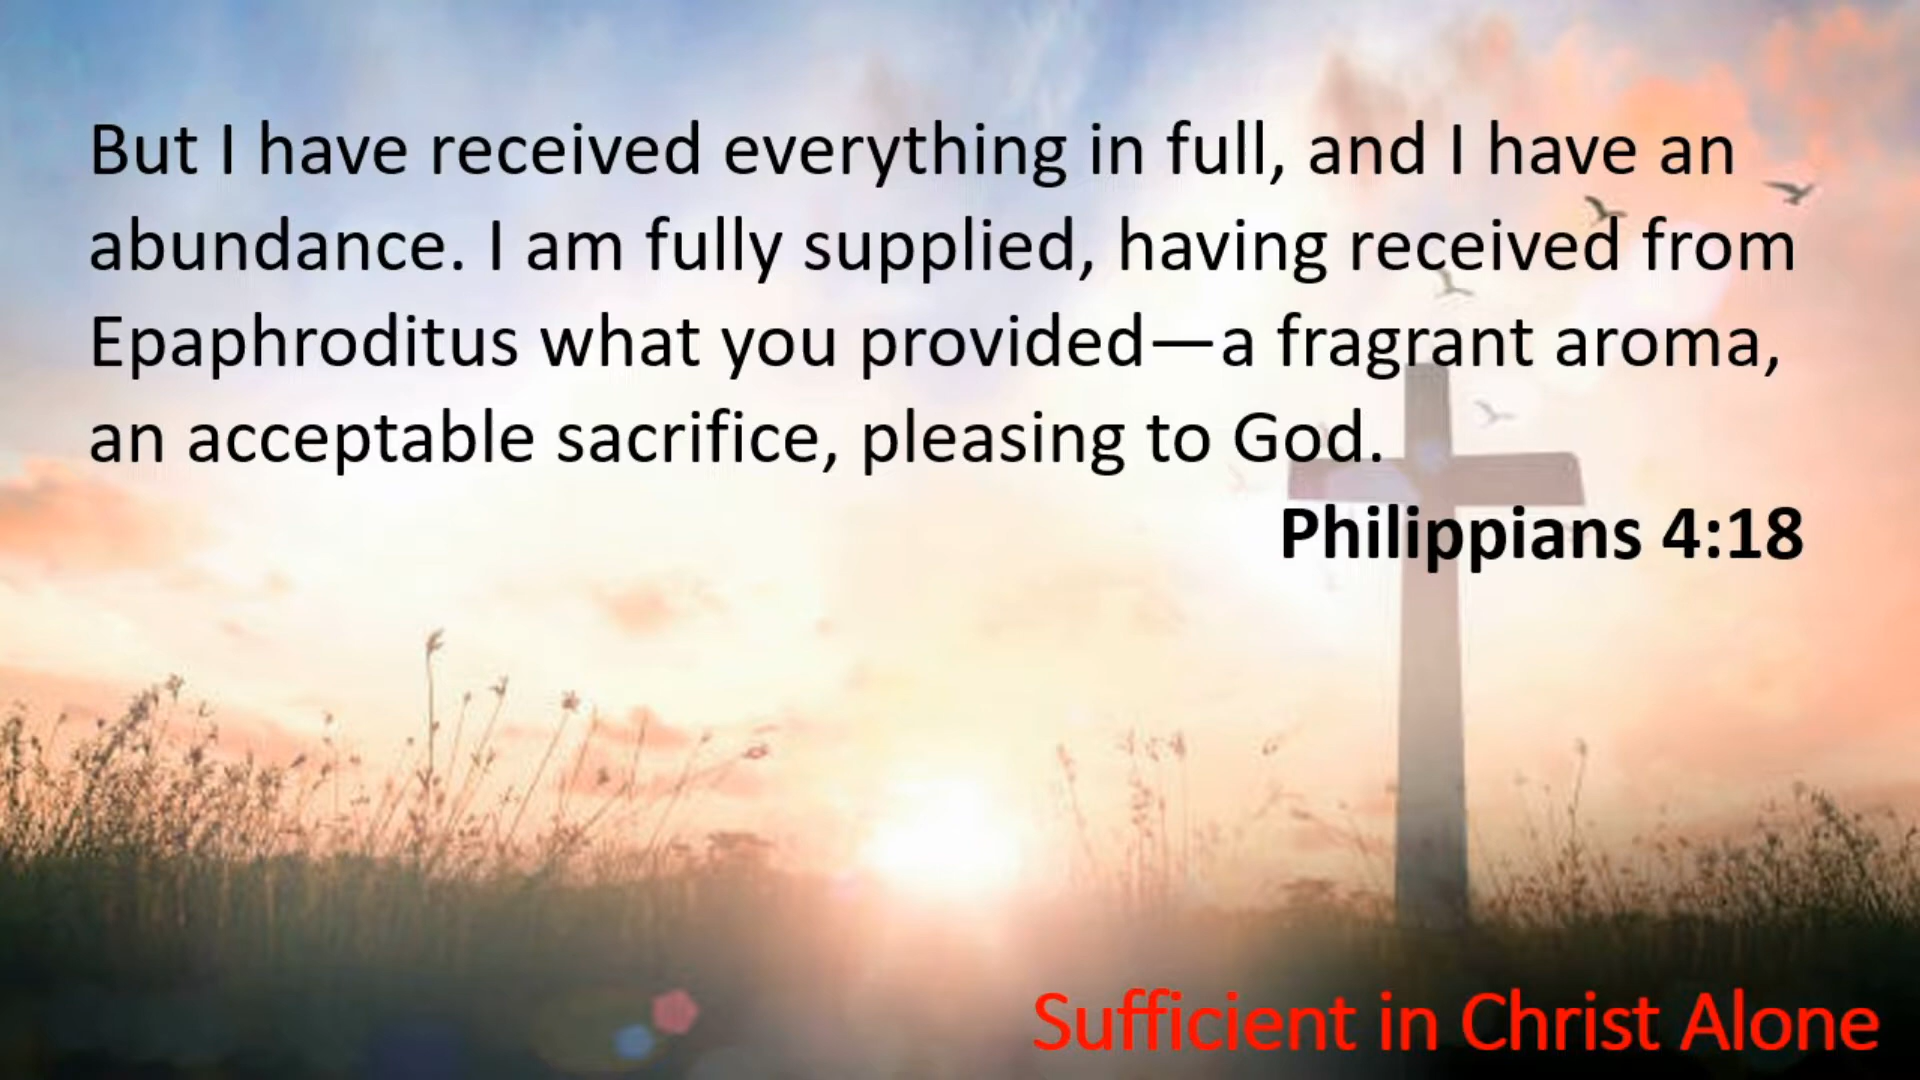 But I have received everything in full, and I have an
abundance. I am fully supplied, having received from
Epaphroditus what you provided—a fragrant aroma,
an acceptable sacrifice, pleasing to God.
Philippians 4:18
Sufficient in Christ Alone